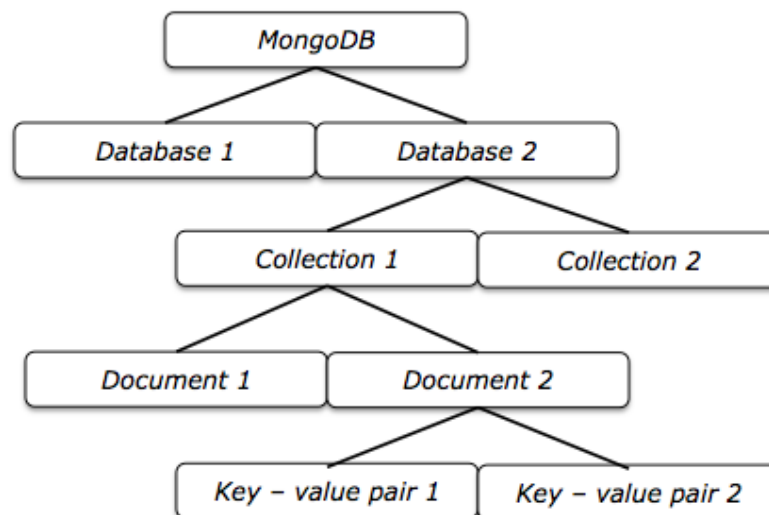 MongoDB
Database 1
Database 2
Collection 1
Collection 2
Document 1
Document 2
Key – value pair 1
Key – value pair 2